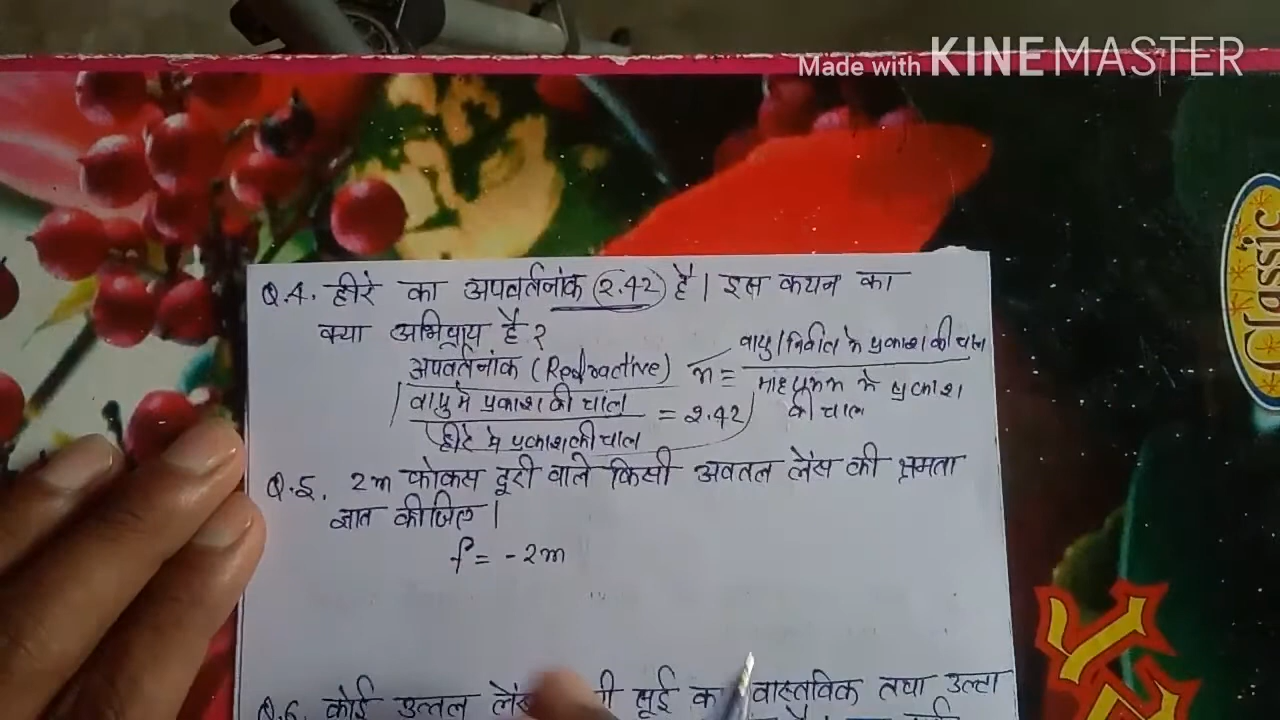 Made with KINEMASTER
Classic
Q.4. हीरे का अपवर्तनांक (2.42) है। इस कथन का
क्या अभिप्राय है?
अपवर्तनांक (Refractive) n = वायु/निर्वात मे प्रकाश की चाल
माध्यम मे प्रकाश की चाल
वायु मे प्रकाश की चाल = 2.42
हीरे मे प्रकाश की चाल
Q.5. 2m फोकस दूरी वाले किसी अवतल लेंस की क्षमता
ज्ञात कीजिए।
f = - 2m
Q.6. कोई उत्तल लेंस सूई का वास्तविक तथा उल्टा